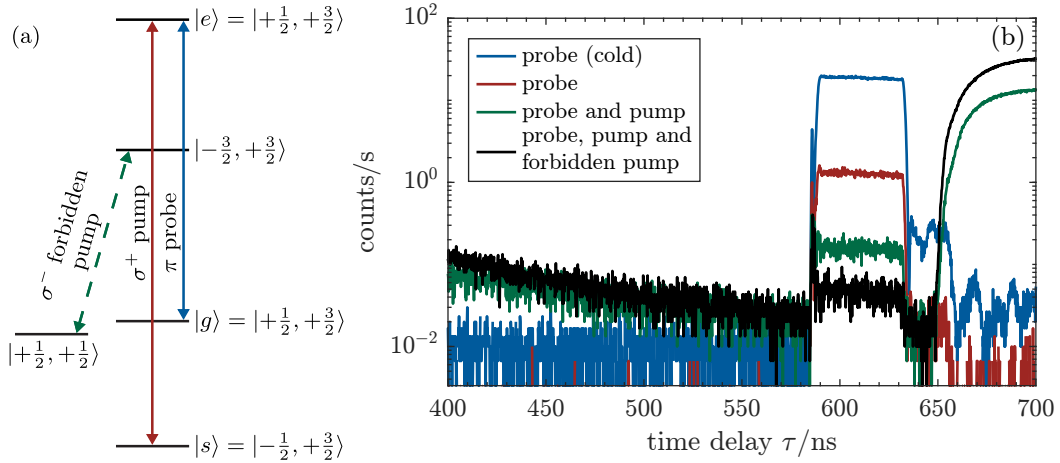 (a)
|e⟩ = |+1/2, +3/2⟩
|−3/2, +3/2⟩
σ− forbidden
pump
σ+ pump
π probe
|g⟩ = |+1/2, +3/2⟩
|+1/2, +1/2⟩
|s⟩ = |−1/2, +3/2⟩
(b)
probe (cold)
probe
probe and pump
probe, pump and
forbidden pump
counts/s
10²
10⁰
10⁻²
400
450
500
550
600
650
700
time delay τ/ns